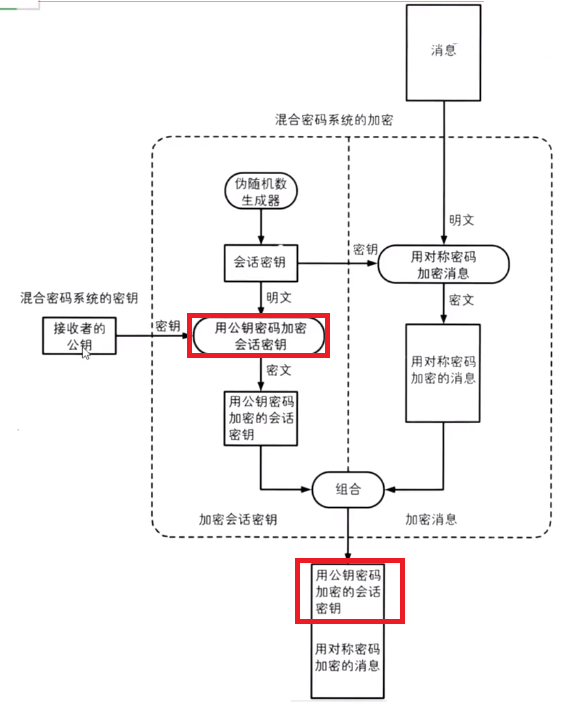 消息
混合密码系统的加密
伪随机数
生成器
明文
会话密钥
密钥
用对称密码
加密消息
混合密码系统的密钥
明文
密文
接收者的
公钥
密钥
用公钥密码加密
会话密钥
用对称密码
加密的消息
密文
用公钥密码
加密的会话
密钥
组合
加密会话密钥
加密消息
用公钥密码
加密的会话
密钥
用对称密码
加密的消息